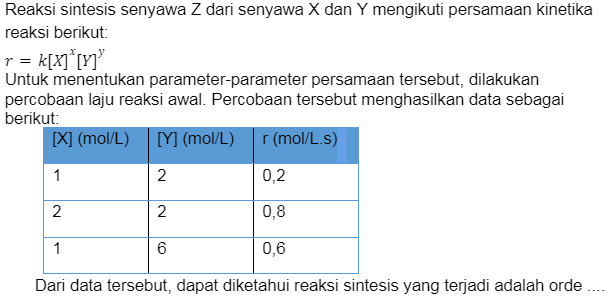 Reaksi sintesis senyawa Z dari senyawa X dan Y mengikuti persamaan kinetika
reaksi berikut:
r = k[X]^x[Y]^y
Untuk menentukan parameter-parameter persamaan tersebut, dilakukan
percobaan laju reaksi awal. Percobaan tersebut menghasilkan data sebagai
berikut:
[X] (mol/L) [Y] (mol/L) r (mol/L.s)
1 2 0,2
2 2 0,8
1 6 0,6
Dari data tersebut, dapat diketahui reaksi sintesis yang terjadi adalah orde ....